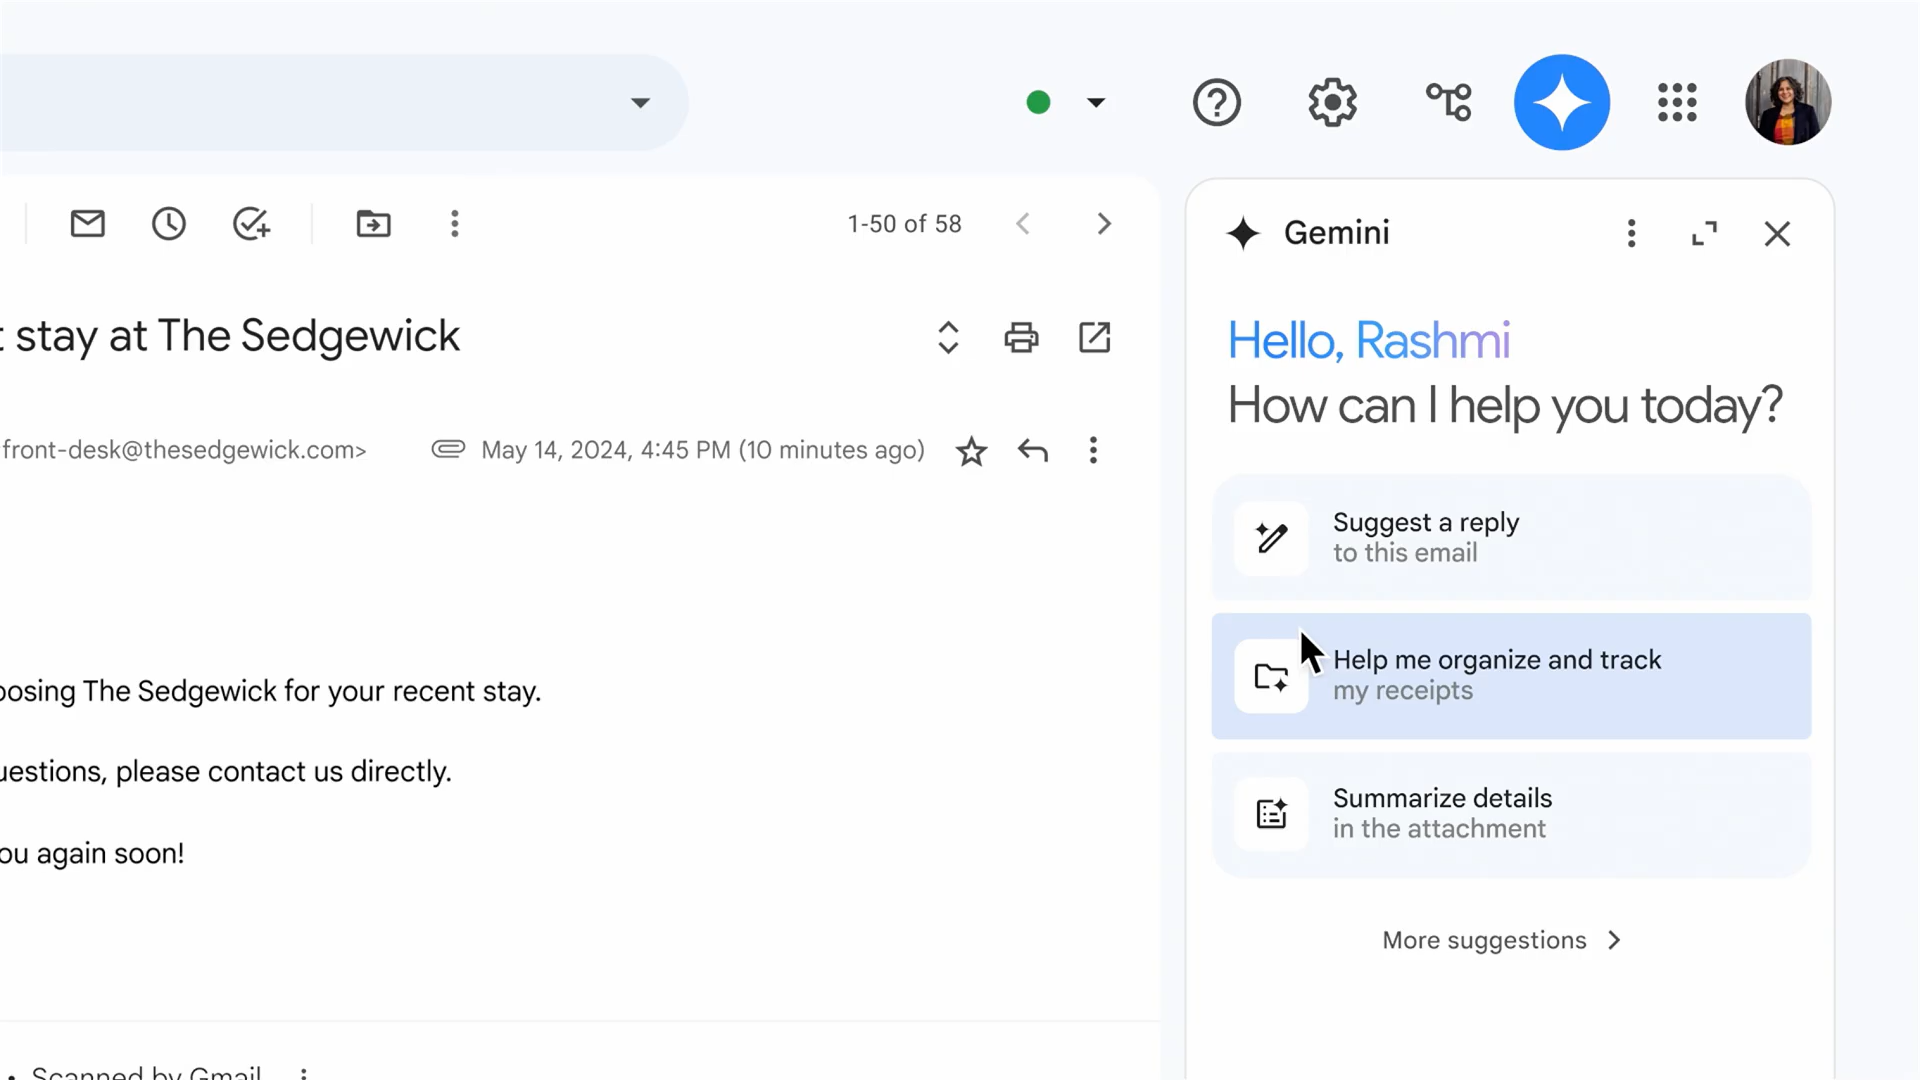 1-50 of 58
stay at The Sedgewick
front-desk@thesedgewick.com>
May 14, 2024, 4:45 PM (10 minutes ago)
oosing The Sedgewick for your recent stay.
uestions, please contact us directly.
ou again soon!
Scanned by Gmail
Gemini
Hello, Rashmi
How can I help you today?
Suggest a reply
to this email
Help me organize and track
my receipts
Summarize details
in the attachment
More suggestions